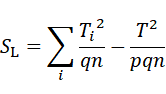 S_L = \sum_i \frac{T_i^2}{qn} - \frac{T^2}{pqn}